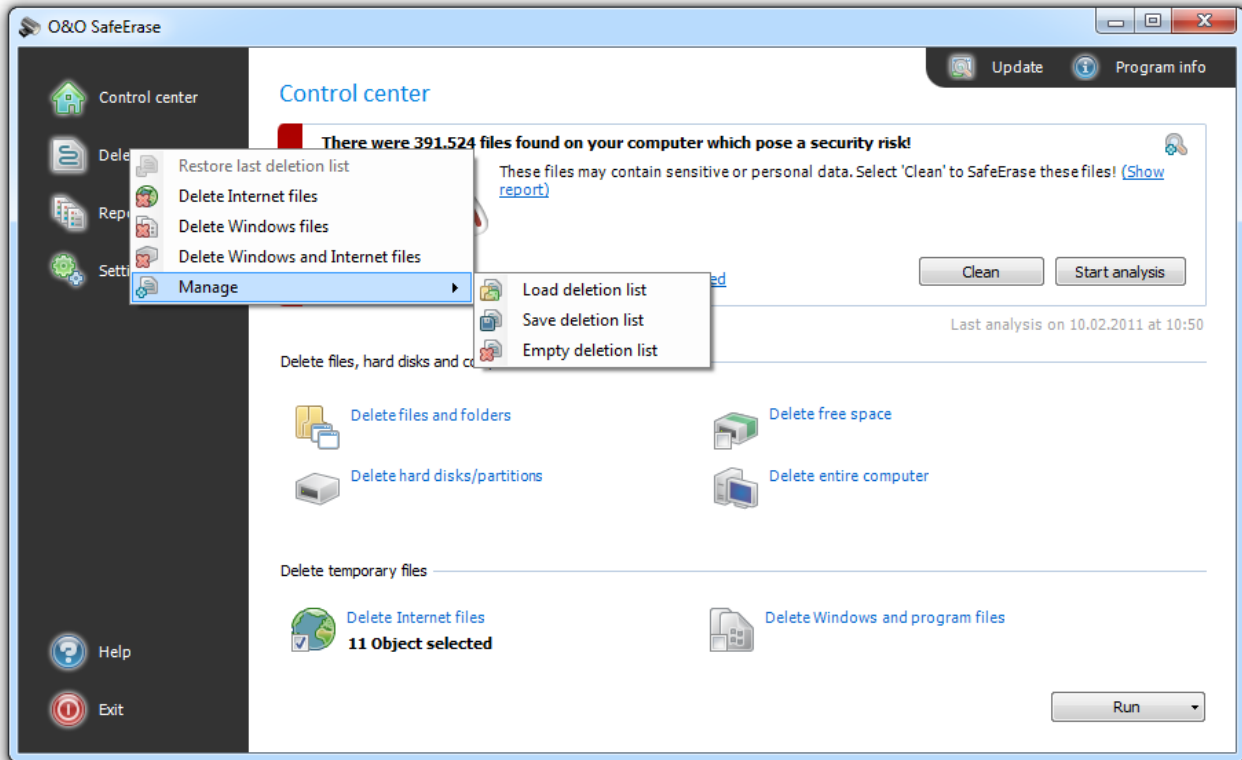 O&O SafeErase
Update
Program info
Control center
Control center
There were 391.524 files found on your computer which pose a security risk!
These files may contain sensitive or personal data. Select 'Clean' to SafeErase these files! (Show
report)
Restore last deletion list
Delete Internet files
Delete Windows files
Delete Windows and Internet files
Manage
Load deletion list
Save deletion list
Empty deletion list
Clean
Start analysis
Last analysis on 10.02.2011 at 10:50
Delete files, hard disks and
Delete files and folders
Delete free space
Delete hard disks/partitions
Delete entire computer
Delete temporary files
Delete Internet files
11 Object selected
Delete Windows and program files
Help
Exit
Run